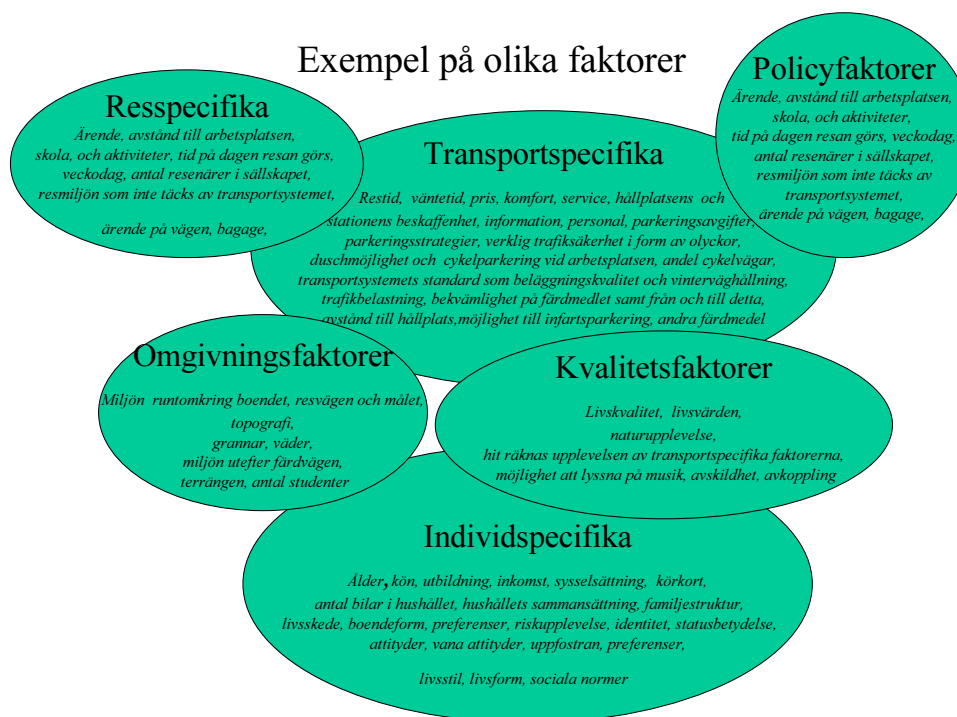 Exempel på olika faktorer
Resspecifika
Ärende, avstånd till arbetsplatsen,
skola, och aktiviteter, tid på dagen resan görs,
veckodag, antal resenärer i sällskapet,
resmiljön som inte täcks av transportsystemet,
ärende på vägen, bagage,
Policyfaktorer
Ärende, avstånd till arbetsplatsen,
skola, och aktiviteter,
tid på dagen resan görs, veckodag,
antal resenärer i sällskapet,
resmiljön som inte täcks av
transportsystemet,
ärende på vägen, bagage,
Transportspecifika
Restid, väntetid, pris, komfort, service, hållplatsens och
stationens beskaffenhet, information, personal, parkeringsavgifter,
parkeringsstrategier, verklig trafiksäkerhet i form av olyckor,
duschmöjlighet och cykelparkering vid arbetsplatsen, andel cykelvägar,
transportsystemets standard som beläggningskvalitet och vinterväghållning,
trafikbelastning, bekvämlighet på färdmedlet samt från och till detta,
avstånd till hållplats,möjlighet till infartsparkering, andra färdmedel
Omgivningsfaktorer
Miljön runtomkring boendet, resvägen och målet,
topografi,
grannar, väder,
miljön utefter färdvägen,
terrängen, antal studenter
Kvalitetsfaktorer
Livskvalitet, livsvärden,
naturupplevelse,
hit räknas upplevelsen av transportspecifika faktorerna,
möjlighet att lyssna på musik, avskildhet, avkoppling
Individspecifika
Ålder, kön, utbildning, inkomst, sysselsättning, körkort,
antal bilar i hushållet, hushållets sammansättning, familjestruktur,
livsskede, boendeform, preferenser, riskupplevelse, identitet, statusbetydelse,
attityder, vana attityder, uppfostran, preferenser,
livsstil, livsform, sociala normer